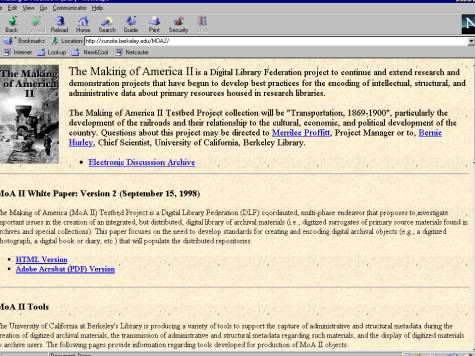 Edit View Go Communicator Help
Back Reload Home Search Guide Print Security
Bookmarks Location: http://sunsite.berkeley.edu/MOA2/
Internet Lookup New&Cool Netcaster
The Making
of America
II
The Making of America II is a Digital Library Federation project to continue and extend research and
demonstration projects that have begun to develop best practices for the encoding of intellectual, structural, and
administrative data about primary resources housed in research libraries.
The Making of America II Testbed Project collection will be "Transportation, 1869-1900", particularly the
development of the railroads and their relationship to the cultural, economic, and political development of the
country. Questions about this project may be directed to Merrilee Proffitt, Project Manager or to, Bernie
Hurley, Chief Scientist, University of California, Berkeley Library.
Electronic Discussion Archive
MoA II White Paper: Version 2 (September 15, 1998)
The Making of America (MoA II) Testbed Project is a Digital Library Federation (DLF) coordinated, multi-phase endeavor that proposes to investigate
important issues in the creation of an integrated, but distributed, digital library of archival materials (i.e., digitized surrogates of primary source materials found in
archives and special collections). This paper focuses on the need to develop standards for creating and encoding digital archival objects (e.g., a digitized
photograph, a digital book or diary, etc.) that will populate the distributed repositories.
HTML Version
Adobe Acrobat (PDF) Version
MoA II Tools
The University of California at Berkeley's Library is producing a variety of tools to support the capture of administrative and structural metadata during the
creation of digitized archival materials, the transmission of administrative and structural metadata regarding such materials, and the display of digitized materials
to archive users. The following pages provide information regarding tools developed for production of MoA II objects: